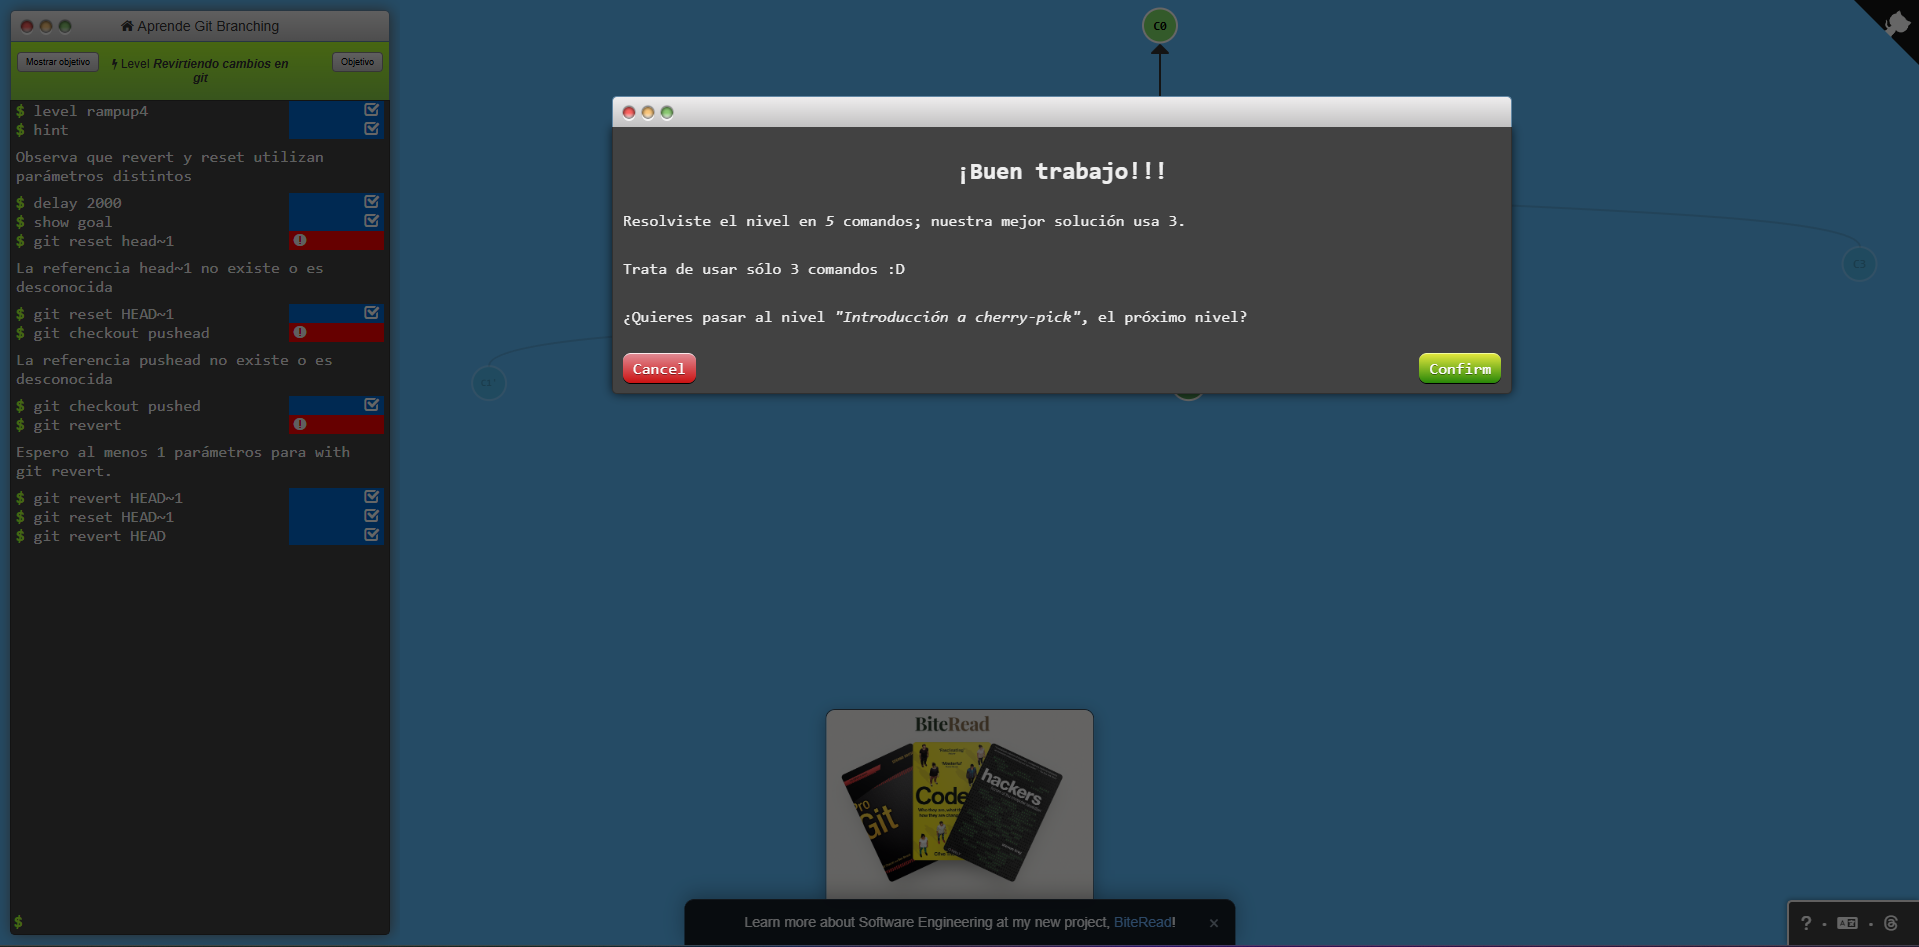 Aprende Git Branching
Mostrar objetivo
Level Revirtiendo cambios en
git
Objetivo
$ level rampup4
$ hint
Observa que revert y reset utilizan
parámetros distintos
$ delay 2000
$ show goal
$ git reset head~1
La referencia head~1 no existe o es
desconocida
$ git reset HEAD~1
$ git checkout pushead
La referencia pushead no existe o es
desconocida
$ git checkout pushed
$ git revert
Espero al menos 1 parámetros para with
git revert.
$ git revert HEAD~1
$ git reset HEAD~1
$ git revert HEAD
$
C0
¡Buen trabajo!!!
Resolviste el nivel en 5 comandos; nuestra mejor solución usa 3.
Trata de usar sólo 3 comandos :D
¿Quieres pasar al nivel "Introducción a cherry-pick", el próximo nivel?
Cancel
Confirm
C1'
BiteRead
Pro
Git
Code
hackers
Learn more about Software Engineering at my new project, BiteRead!
×
?